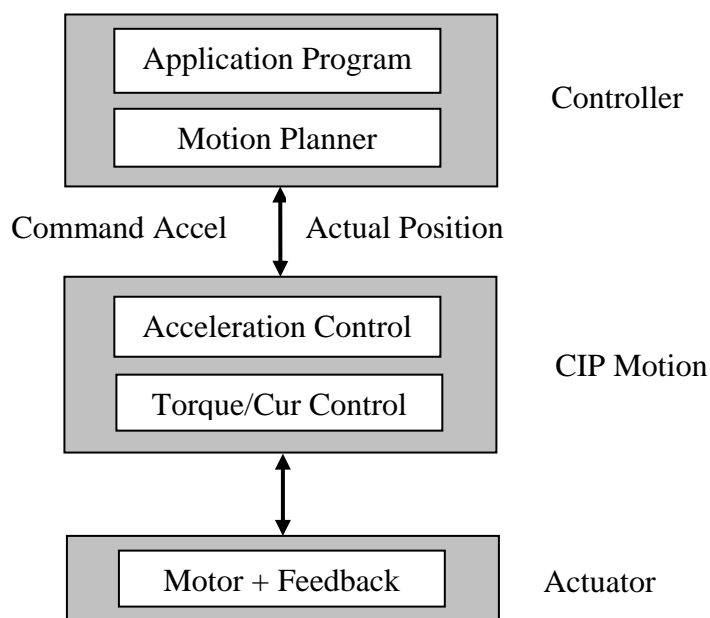 Application Program
Controller
Motion Planner
Command Accel
Actual Position
Acceleration Control
CIP Motion
Torque/Cur Control
Motor + Feedback
Actuator